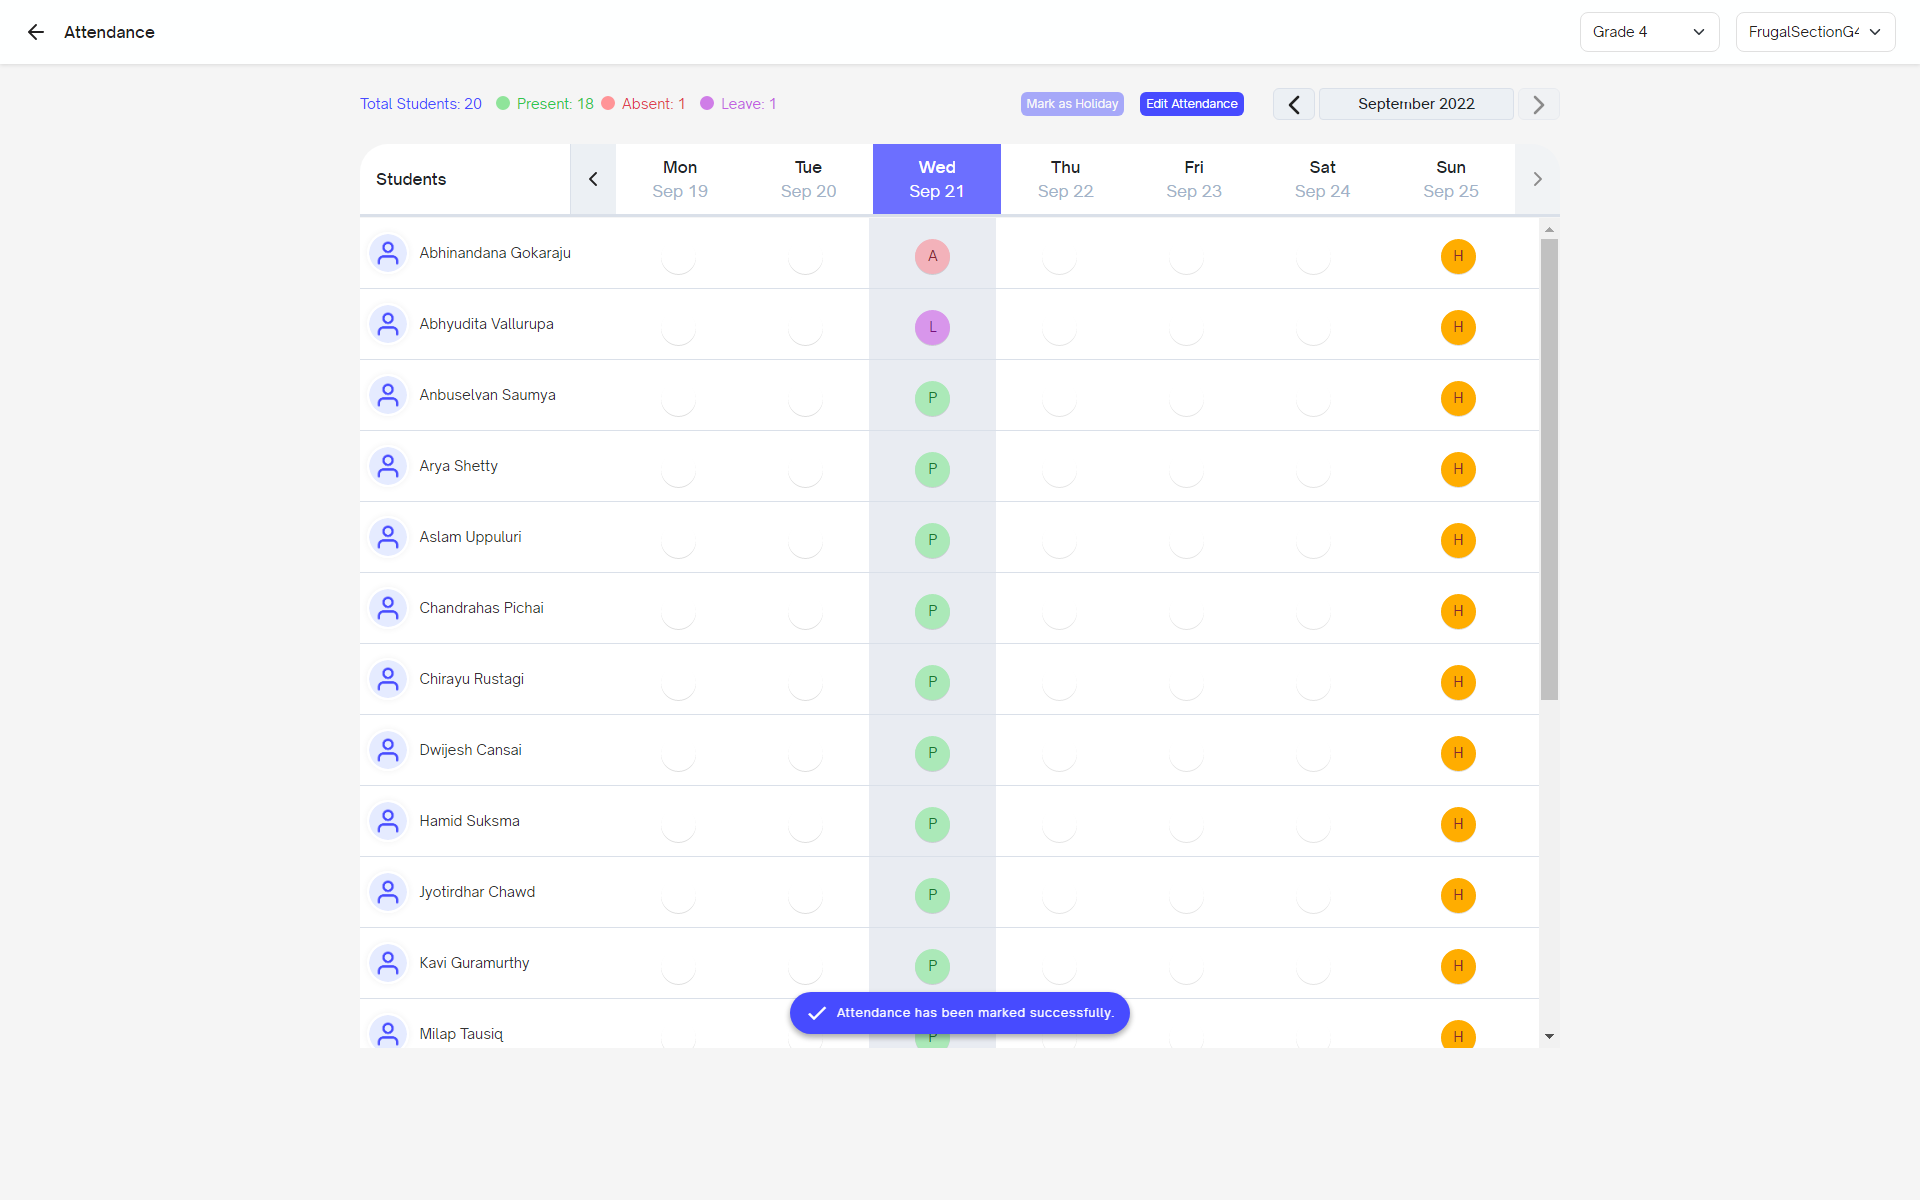 Attendance
Grade 4
FrugalSectionG4
Total Students: 20 Present: 18 Absent: 1 Leave: 1
Mark as Holiday
Edit Attendance
September 2022
Students
Mon Tue Wed Thu Fri Sat Sun
Sep 19 Sep 20 Sep 21 Sep 22 Sep 23 Sep 24 Sep 25
Abhinandana Gokaraju A H
Abhyudita Vallurupa L H
Anbuselvan Saumya P H
Arya Shetty P H
Aslam Uppuluri P H
Chandrahas Pichai P H
Chirayu Rustagi P H
Dwijesh Cansai P H
Hamid Suksma P H
Jyotirdhar Chawd P H
Kavi Guramurthy P H
Attendance has been marked successfully.
Milap Tausiq P H